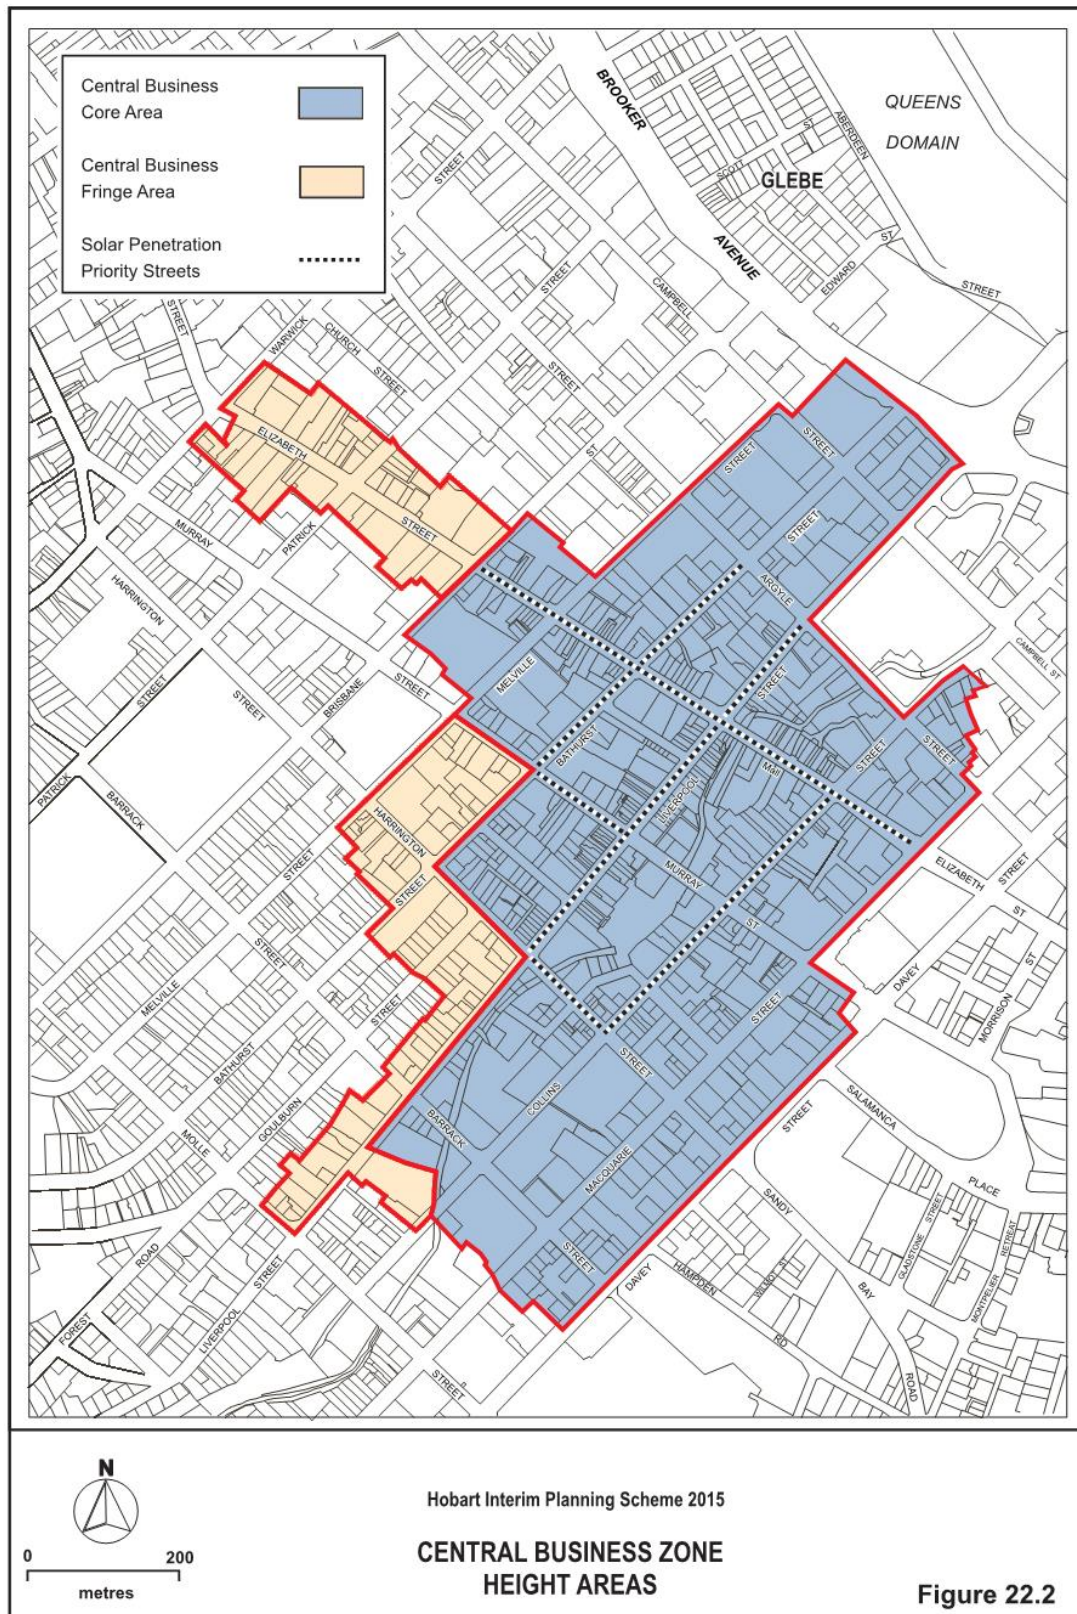 Central Business
Core Area
Central Business
Fringe Area
Solar Penetration
Priority Streets
BROOKER
AVENUE
QUEENS
DOMAIN
ABERDEEN
STREET
SCOTT
ST
GLEBE
EDWARD
ST
STREET
STREET
CAMPBELL
STREET
STREET
WARWICK
CHURCH
STREET
STREET
ST
ELIZABETH
STREET
STREET
STREET
STREET
ARGYLE
MURRAY
PATRICK
HARRINGTON
STREET
STREET
BRISBANE
STREET
MELVILLE
STREET
CAMPBELL ST
BATHURST
STREET
STREET
Mall
LIVERPOOL
PATRICK
BARRACK
HARRINGTON
STREET
MURRAY
ST
ELIZABETH
ST
STREET
STREET
STREET
STREET
MELVILLE
STREET
DAVEY
MORRISON
ST
BATHURST
GOULBURN
MOLLE
BARRACK
COLLINS
STREET
STREET
SALAMANCA
PLACE
MACQUARIE
STREET
SANDY
BAY
ROAD
GLADSTONE
STREET
RETREAT
MONTPELIER
ROAD
STREET
FOREST
LIVERPOOL
DAVEY
HAMPDEN
RD
WILMOT ST
STREET
N
0 200
metres
Hobart Interim Planning Scheme 2015
CENTRAL BUSINESS ZONE
HEIGHT AREAS
Figure 22.2